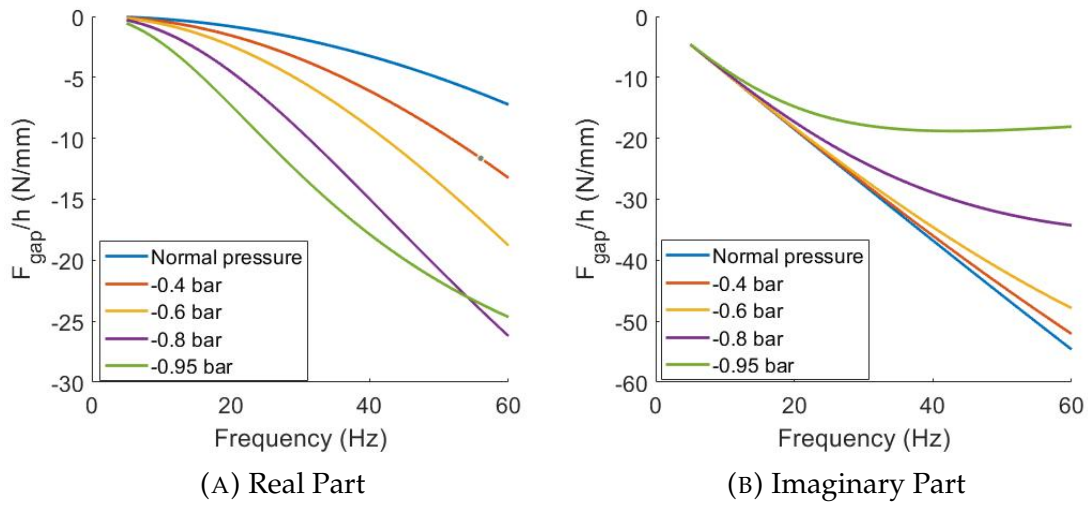 0
-5
-10
-15
-20
-25
-30
F_gap/h (N/mm)
Normal pressure
-0.4 bar
-0.6 bar
-0.8 bar
-0.95 bar
0 20 40 60
Frequency (Hz)
(A) Real Part
0
-10
-20
-30
-40
-50
-60
F_gap/h (N/mm)
Normal pressure
-0.4 bar
-0.6 bar
-0.8 bar
-0.95 bar
0 20 40 60
Frequency (Hz)
(B) Imaginary Part